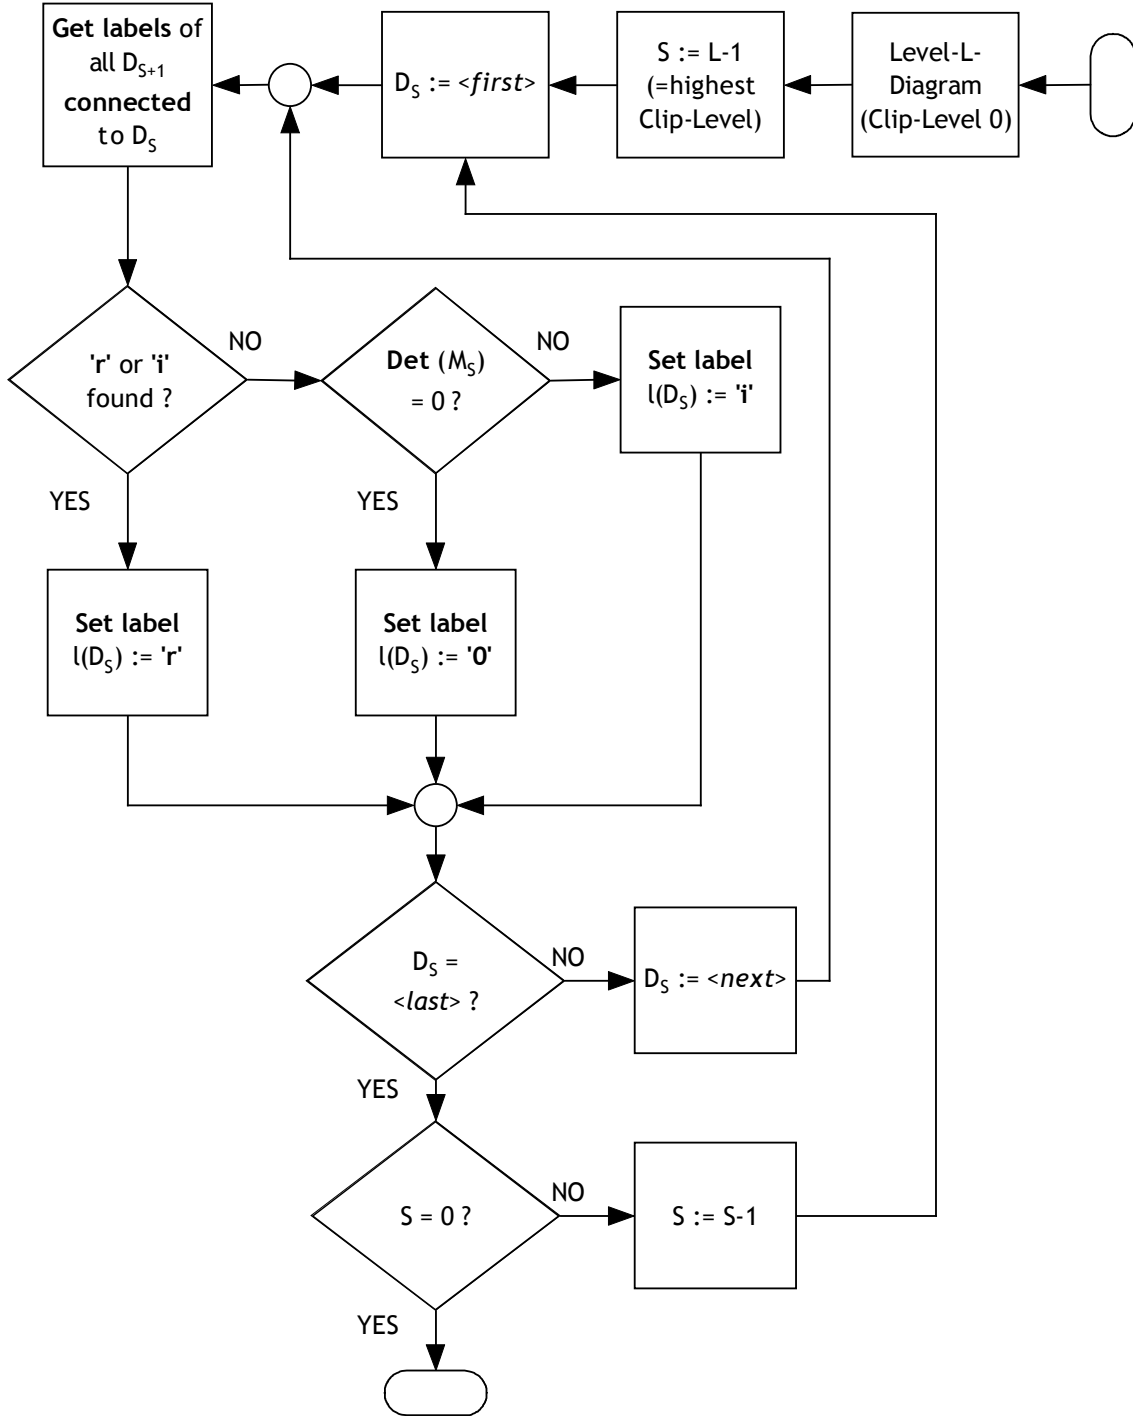 Get labels of
all D_{S+1}
connected
to D_S
D_S := <first>
S := L-1
(=highest
Clip-Level)
Level-L-
Diagram
(Clip-Level 0)
'r' or 'i'
found ?
NO
Det (M_S)
= 0 ?
NO
Set label
l(D_S) := 'i'
YES
YES
Set label
l(D_S) := 'r'
Set label
l(D_S) := '0'
D_S =
<last> ?
NO
D_S := <next>
YES
S = 0 ?
NO
S := S-1
YES